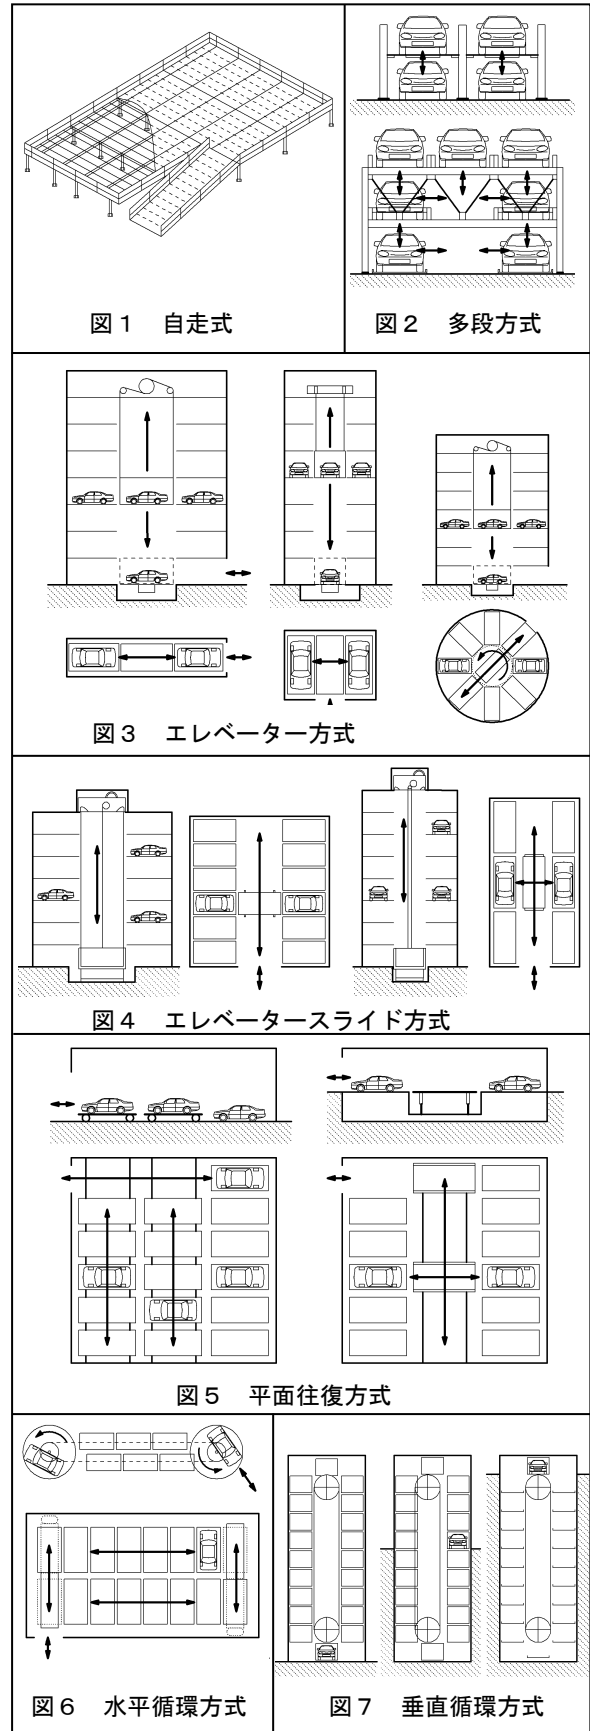 図1 自走式
図2 多段方式
図3 エレベーター方式
図4 エレベータースライド方式
図5 平面往復方式
図6 水平循環方式
図7 垂直循環方式